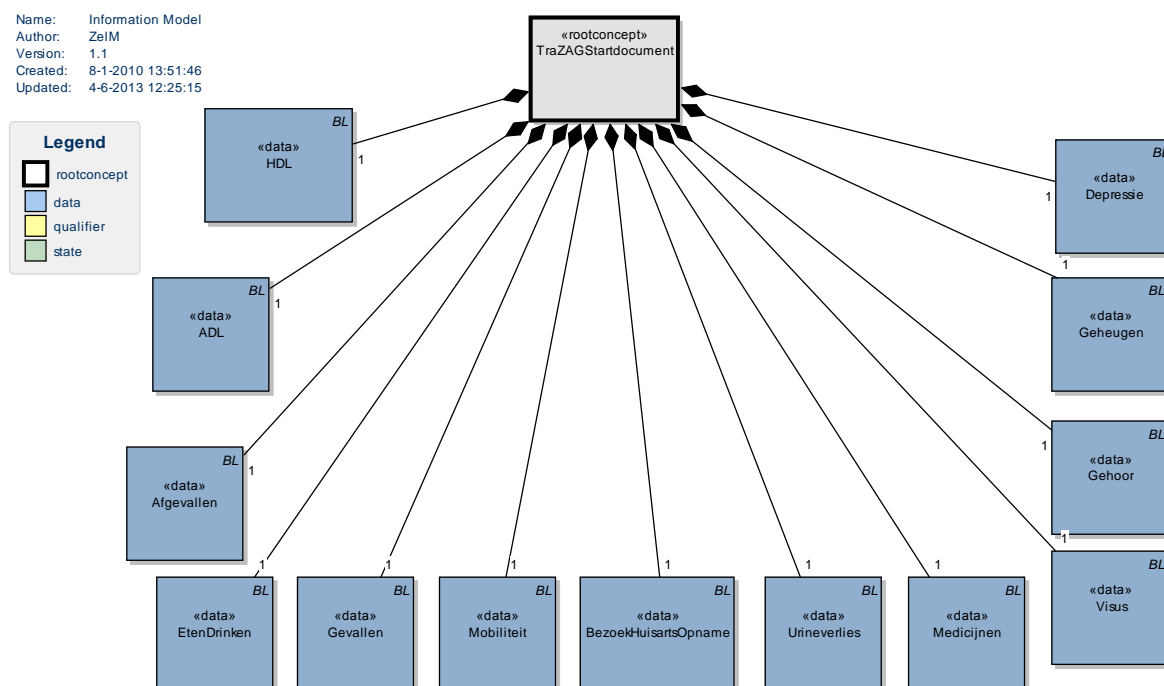 Name: Information Model
Author: ZelM
Version: 1.1
Created: 8-1-2010 13:51:46
Updated: 4-6-2013 12:25:15
Legend
rootconcept
data
qualifier
state
«rootconcept»
TraZAGStartdocument
BL
«data»
HDL
1
BL
«data»
Depressie
1
BL
«data»
ADL
1
BL
«data»
Geheugen
1
BL
«data»
Afgevallen
1
BL
«data»
Gehoor
1
BL
«data»
EtenDrinken
1
BL
«data»
Gevallen
1
BL
«data»
Mobiliteit
1
BL
«data»
BezoekHuisartsOpname
1
BL
«data»
Urineverlies
1
BL
«data»
Medicijnen
1
BL
«data»
Visus
1